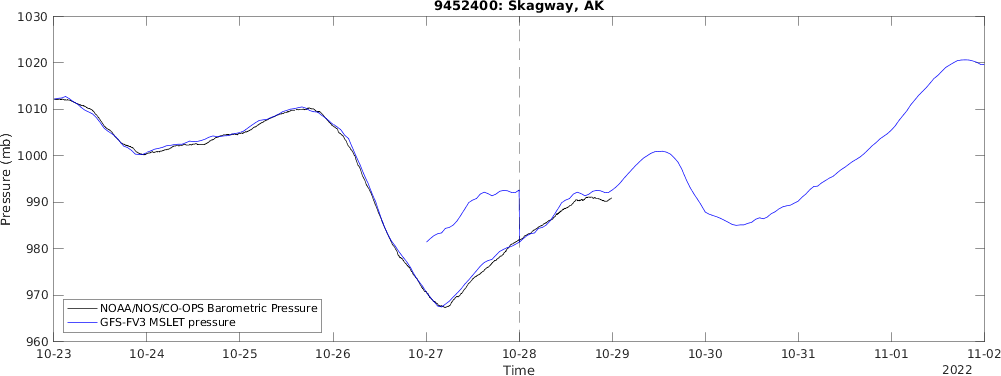 9452400: Skagway, AK
1030
1020
1010
1000
990
980
970
960
Pressure (mb)
NOAA/NOS/CO-OPS Barometric Pressure
GFS-FV3 MSLET pressure
10-23 10-24 10-25 10-26 10-27 10-28 10-29 10-30 10-31 11-01 11-02
Time
2022